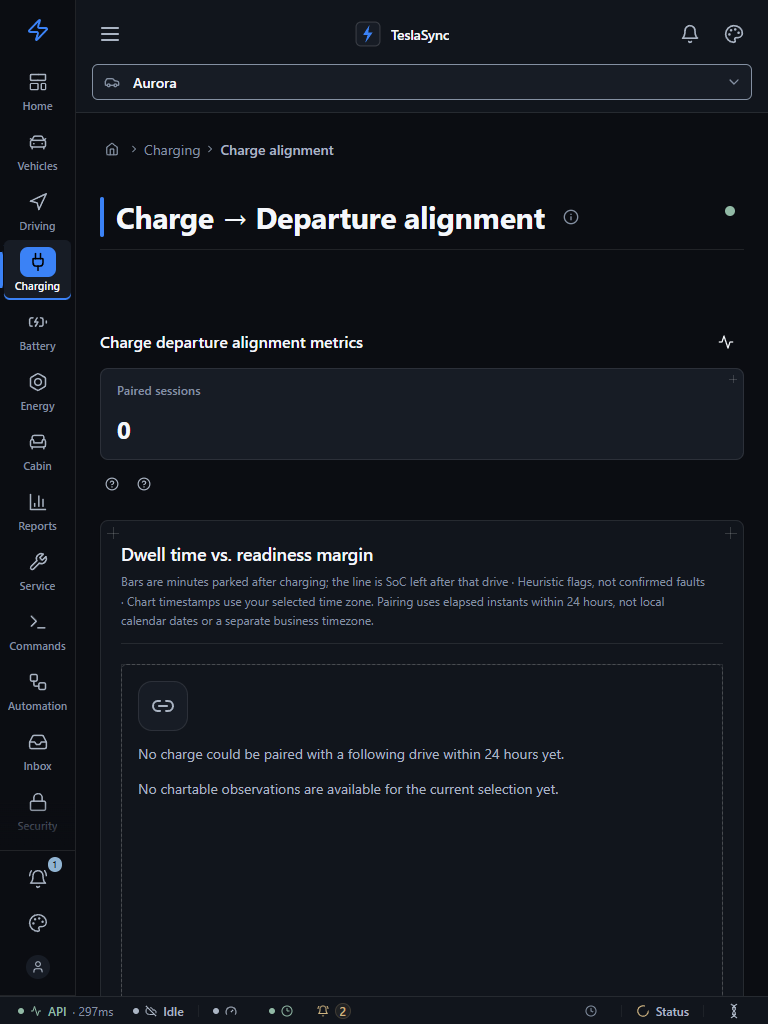 TeslaSync
Aurora
Home
Vehicles
Driving
Charging
Battery
Energy
Cabin
Reports
Service
Commands
Automation
Inbox
Security
1
Charging
Charge alignment
Charge → Departure alignment
Charge departure alignment metrics
Paired sessions
0
Dwell time vs. readiness margin
Bars are minutes parked after charging; the line is SoC left after that drive · Heuristic flags, not confirmed faults
· Chart timestamps use your selected time zone. Pairing uses elapsed instants within 24 hours, not local
calendar dates or a separate business timezone.
No charge could be paired with a following drive within 24 hours yet.
No chartable observations are available for the current selection yet.
API · 297ms
Idle
2
Status